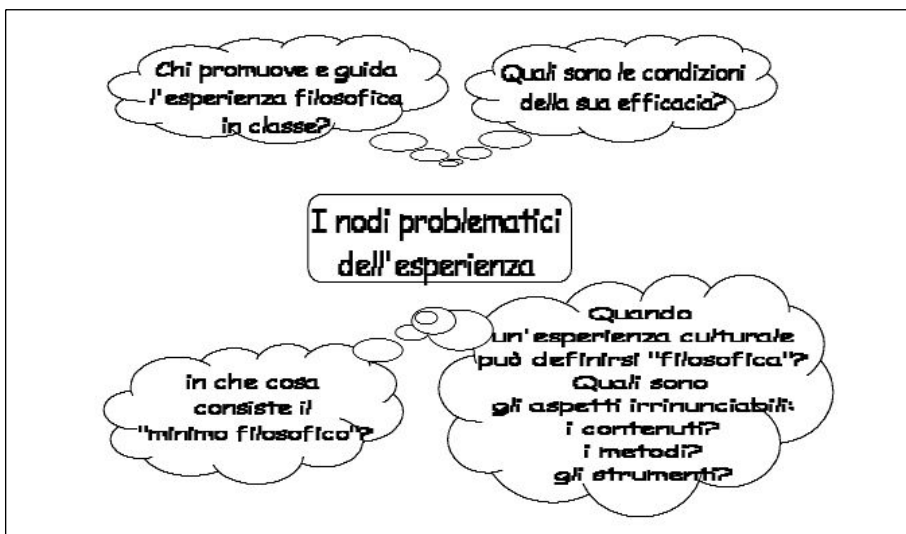 Chi promuove e guida
l'esperienza filosofica
in classe?
Quali sono le condizioni
della sua efficacia?
I nodi problematici
dell'esperienza
in che cosa
consiste il
"minimo filosofico"?
Quando
un'esperienza culturale
può definirsi "filosofica"?
Quali sono
gli aspetti irrinunciabili:
i contenuti?
i metodi?
gli strumenti?